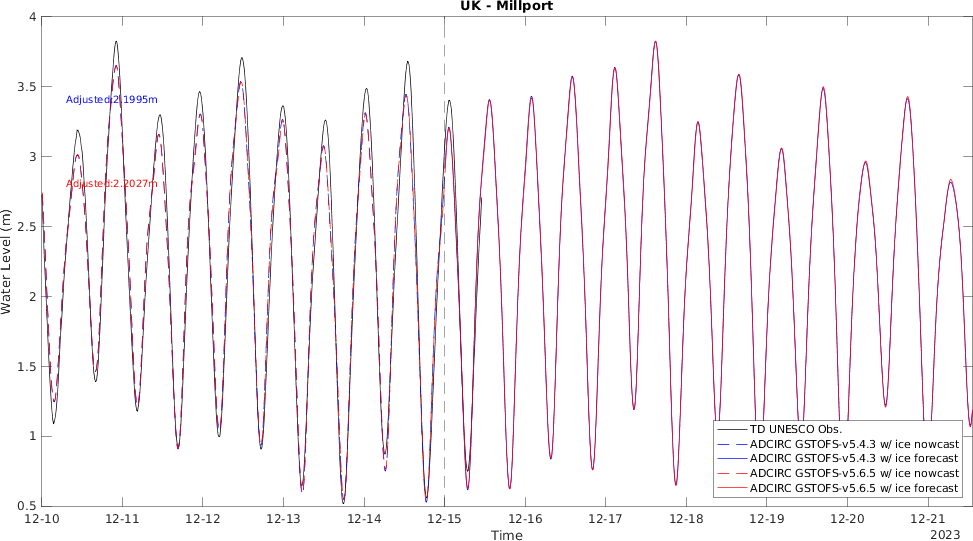 UK - Millport
4
3.5
3
2.5
2
1.5
1
0.5
Water Level (m)
Adjusted:2.1995m
Adjusted:2.2027m
TD UNESCO Obs.
ADCIRC GSTOFS-v5.4.3 w/ ice nowcast
ADCIRC GSTOFS-v5.4.3 w/ ice forecast
ADCIRC GSTOFS-v5.6.5 w/ ice nowcast
ADCIRC GSTOFS-v5.6.5 w/ ice forecast
12-10 12-11 12-12 12-13 12-14 12-15 12-16 12-17 12-18 12-19 12-20 12-21
2023
Time